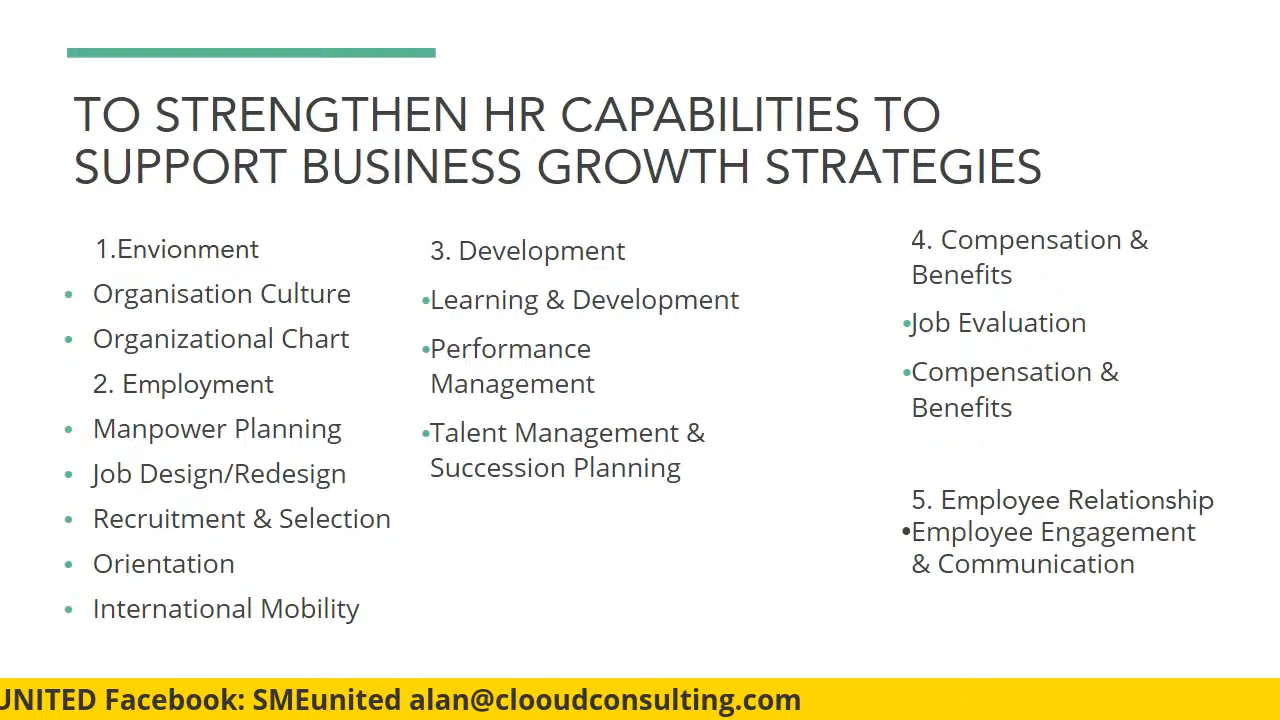 TO STRENGTHEN HR CAPABILITIES TO
SUPPORT BUSINESS GROWTH STRATEGIES
1.Envionment
• Organisation Culture
• Organizational Chart
2. Employment
• Manpower Planning
• Job Design/Redesign
• Recruitment & Selection
• Orientation
• International Mobility
3. Development
•Learning & Development
•Performance
Management
•Talent Management &
Succession Planning
4. Compensation &
Benefits
•Job Evaluation
•Compensation &
Benefits
5. Employee Relationship
•Employee Engagement
& Communication
UNITED Facebook: SMEunited alan@clooudconsulting.com